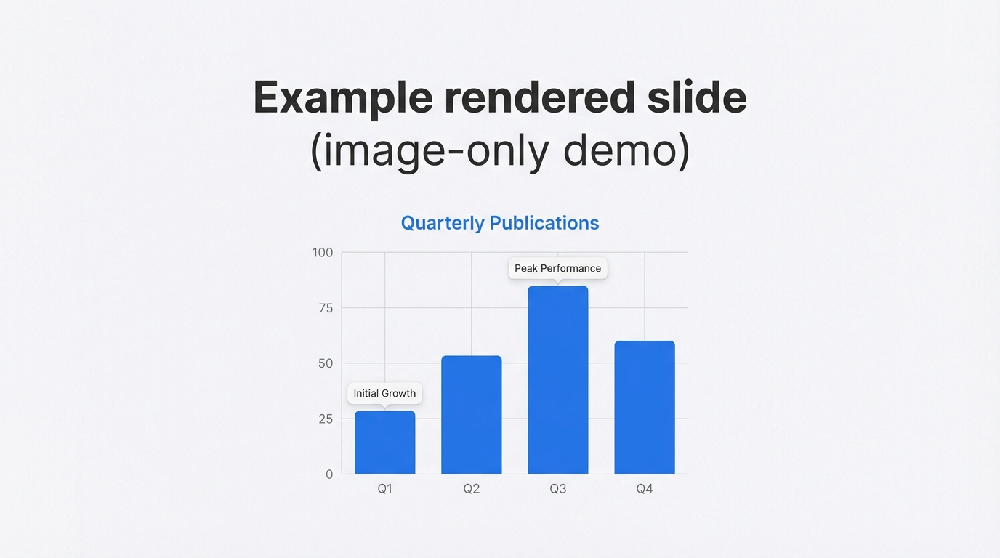 Example rendered slide
(image-only demo)
Quarterly Publications
100
Peak Performance
75
50
Initial Growth
25
0
Q1 Q2 Q3 Q4